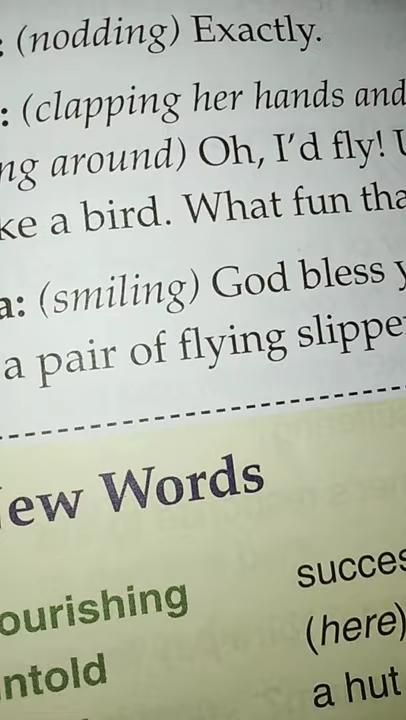 : (nodding) Exactly.
: (clapping her hands and
ng around) Oh, I'd fly! U
ke a bird. What fun tha
a: (smiling) God bless y
a pair of flying slippe
ew Words
ourishing succes
(here)
ntold a hut